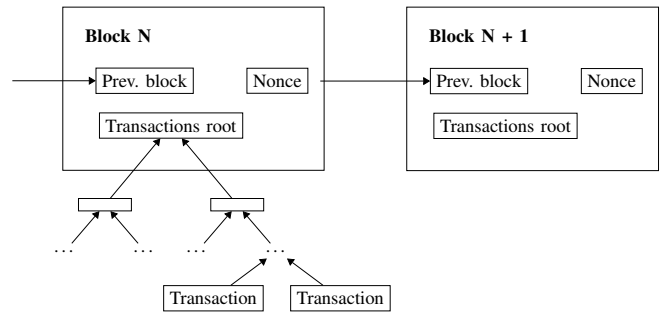 Block N
Block N + 1
Prev. block
Nonce
Prev. block
Nonce
Transactions root
Transactions root
...
...
...
...
Transaction
Transaction